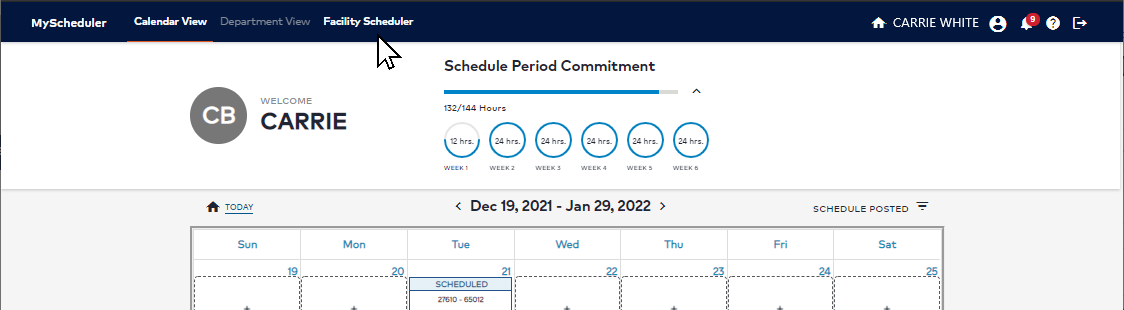 MyScheduler Calendar View Department View Facility Scheduler CARRIE WHITE 9 ?
Schedule Period Commitment
CB WELCOME
CARRIE
132/144 Hours
12 hrs. 24 hrs. 24 hrs. 24 hrs. 24 hrs. 24 hrs.
WEEK 1 WEEK 2 WEEK 3 WEEK 4 WEEK 5 WEEK 6
TODAY < Dec 19, 2021 - Jan 29, 2022 > SCHEDULE POSTED
Sun Mon Tue Wed Thu Fri Sat
19 20 21 22 23 24 25
SCHEDULED
27610 - 65012